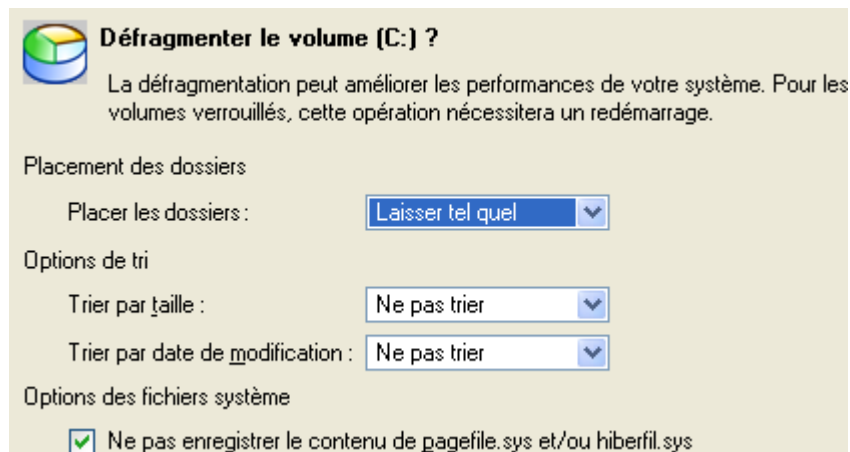 Défragmenter le volume (C:) ?
La défragmentation peut améliorer les performances de votre système. Pour les
volumes verrouillés, cette opération nécessitera un redémarrage.
Placement des dossiers
Placer les dossiers : Laisser tel quel
Options de tri
Trier par taille : Ne pas trier
Trier par date de modification : Ne pas trier
Options des fichiers système
Ne pas enregistrer le contenu de pagefile.sys et/ou hiberfil.sys